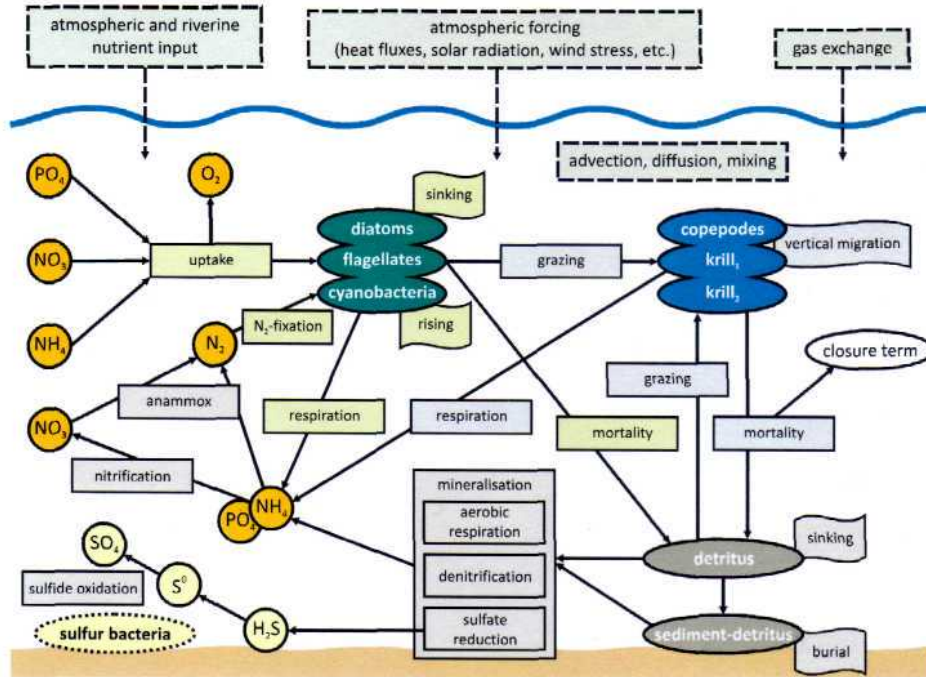 atmospheric and riverine
nutrient input
atmospheric forcing
(heat fluxes, solar radiation, wind stress, etc.)
gas exchange
advection, diffusion, mixing
PO₄
O₂
sinking
diatoms
copepodes
NO₃
uptake
flagellates
grazing
krill₁
vertical migration
cyanobacteria
krill₂
NH₄
N₂-fixation
rising
N₂
closure term
grazing
anammox
respiration
respiration
mortality
mortality
NO₃
nitrification
mineralisation
NH₄
PO₄
aerobic
respiration
SO₄
sinking
detritus
denitrification
sulfide oxidation
S⁰
sulfur bacteria
H₂S
sulfate
reduction
sediment-detritus
burial